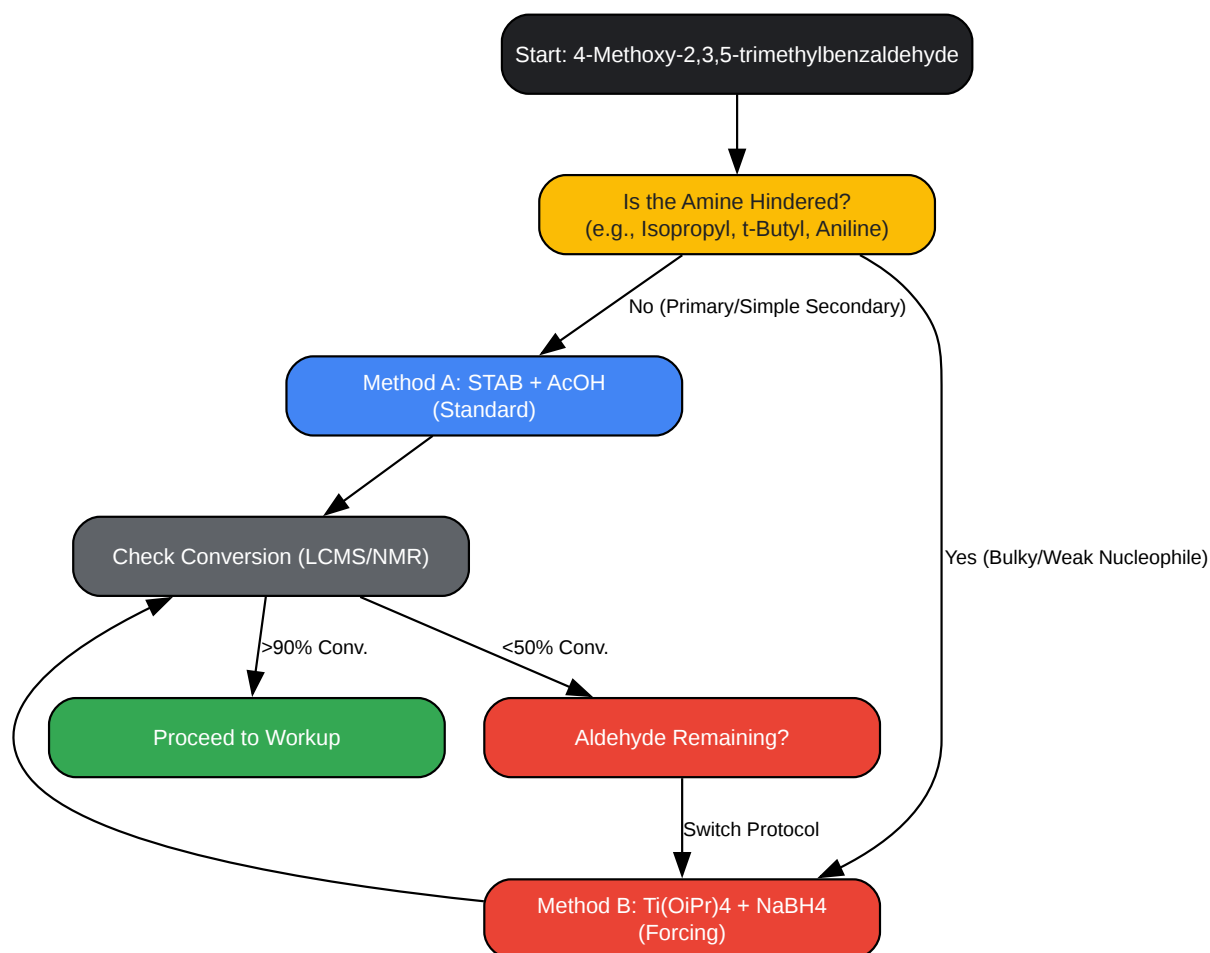 Start: 4-Methoxy-2,3,5-trimethylbenzaldehyde
Is the Amine Hindered?
(e.g., Isopropyl, t-Butyl, Aniline)
No (Primary/Simple Secondary)
Method A: STAB + AcOH
(Standard)
Check Conversion (LCMS/NMR)
Yes (Bulky/Weak Nucleophile)
>90% Conv.
<50% Conv.
Proceed to Workup
Aldehyde Remaining?
Switch Protocol
Method B: Ti(OiPr)4 + NaBH4
(Forcing)